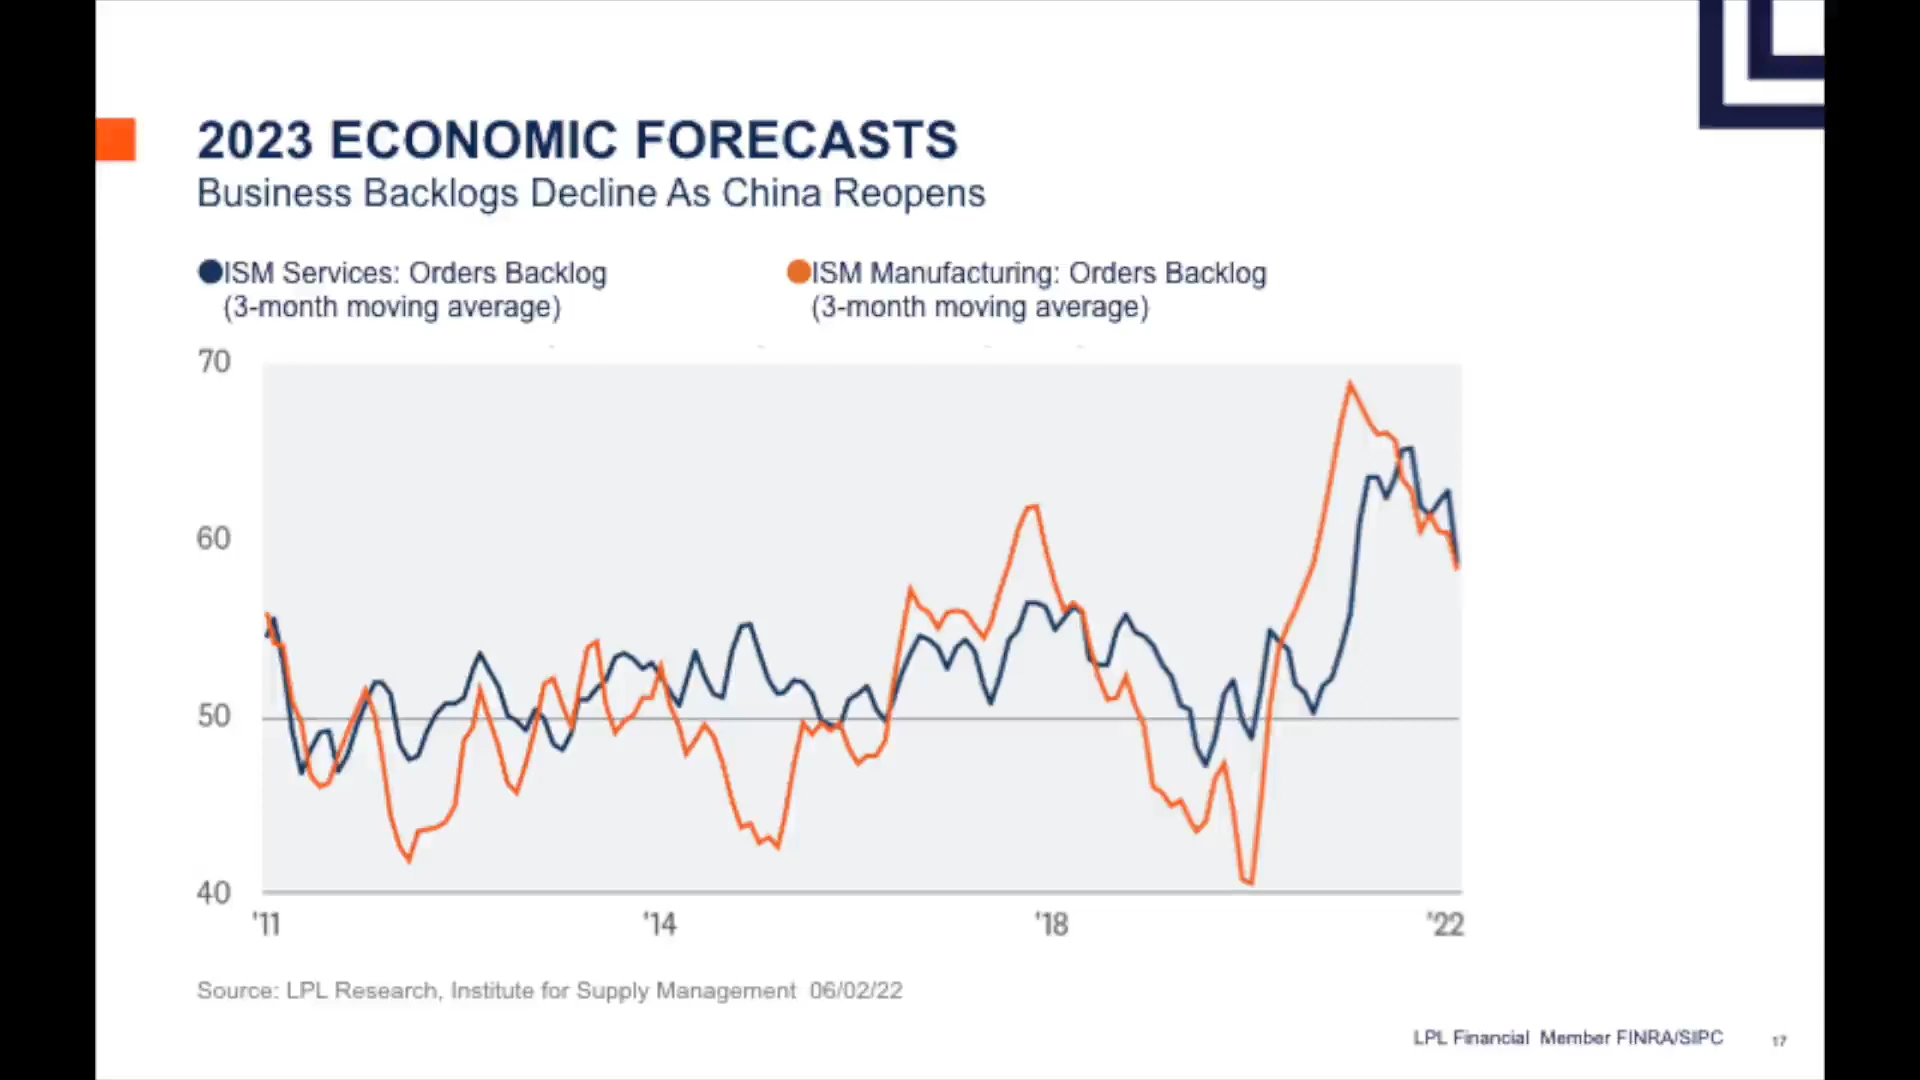 2023 ECONOMIC FORECASTS
Business Backlogs Decline As China Reopens
ISM Services: Orders Backlog
(3-month moving average)
ISM Manufacturing: Orders Backlog
(3-month moving average)
70
60
50
40
'11
'14
'18
'22
Source: LPL Research, Institute for Supply Management 06/02/22
LPL Financial Member FINRA/SIPC
17